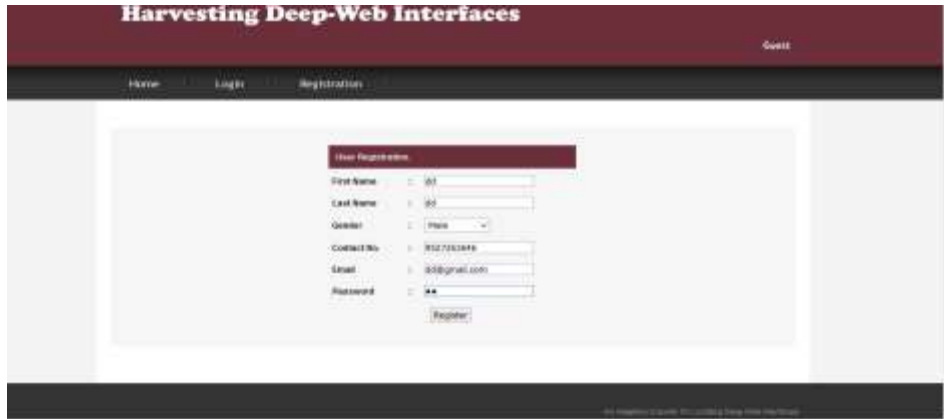 Harvesting Deep-Web Interfaces
Guest
Home Login Registration
User Registration.
First Name : dd
Last Name : dd
Gender : Male
Contact No :
Email : dd@gmail.com
Password :
Register